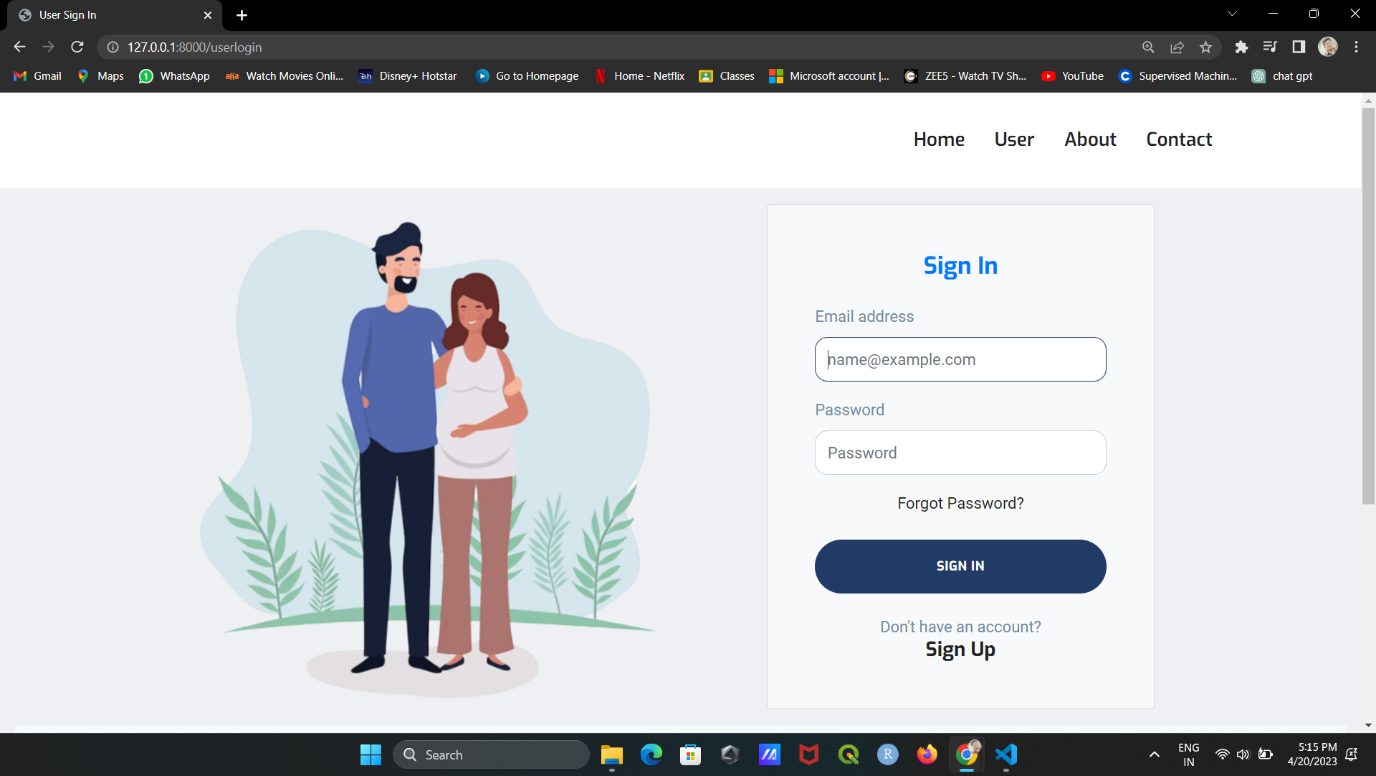 User Sign In
127.0.0.1:8000/userlogin
Gmail Maps WhatsApp afia Watch Movies Onli... Disney+ Hotstar Go to Homepage Home - Netflix Classes Microsoft account |... ZEE5 - Watch TV Sh... YouTube Supervised Machin... chat gpt
Home User About Contact
Sign In
Email address
name@example.com
Password
Password
Forgot Password?
SIGN IN
Don't have an account?
Sign Up
Search
ENG
IN
5:15 PM
4/20/2023